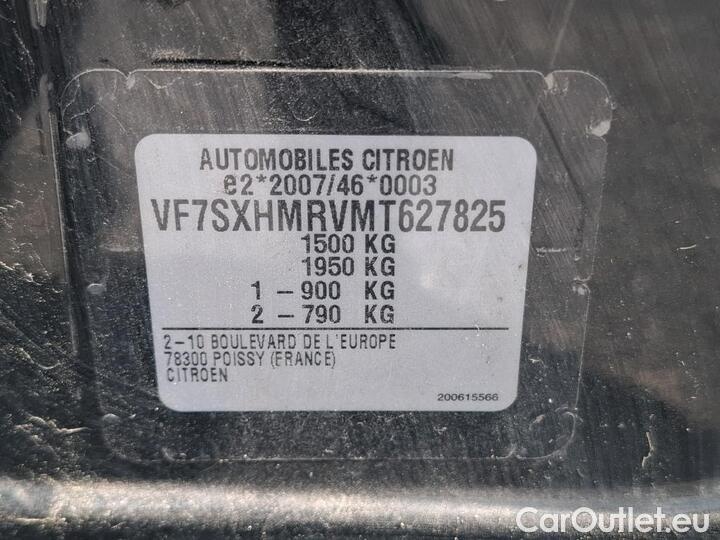 AUTOMOBILES CITROEN
e2*2007/46*0003
VF7SXHMRVMT627825
1500 KG
1950 KG
1 - 900 KG
2 - 790 KG
2-10 BOULEVARD DE L'EUROPE
78300 POISSY (FRANCE)
CITROEN
200615566
CarOutlet.eu